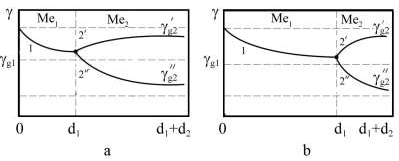 γ Me₁ Me₂ γ′g2
1 2′
γg1
2″ γ″g2
0 d₁ d₁+d₂
a
γ Me₁ Me₂
2′ γ′g2
1
γg1
2″ γ″g2
0 d₁ d₁+d₂
b